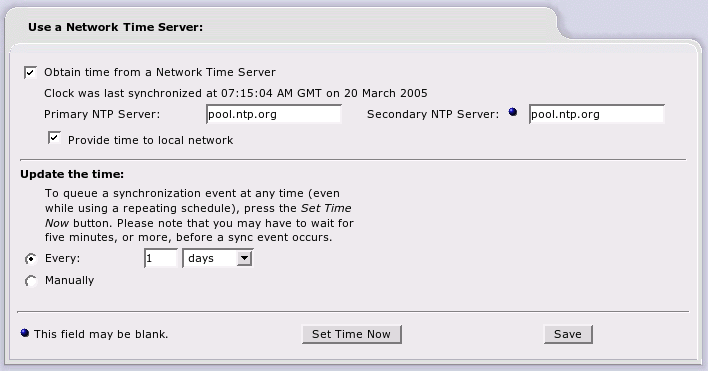 Use a Network Time Server:
Obtain time from a Network Time Server
Clock was last synchronized at 07:15:04 AM GMT on 20 March 2005
Primary NTP Server: pool.ntp.org Secondary NTP Server: pool.ntp.org
Provide time to local network
Update the time:
To queue a synchronization event at any time (even
while using a repeating schedule), press the Set Time
Now button. Please note that you may have to wait for
five minutes, or more, before a sync event occurs.
Every: 1 days
Manually
This field may be blank. Set Time Now Save